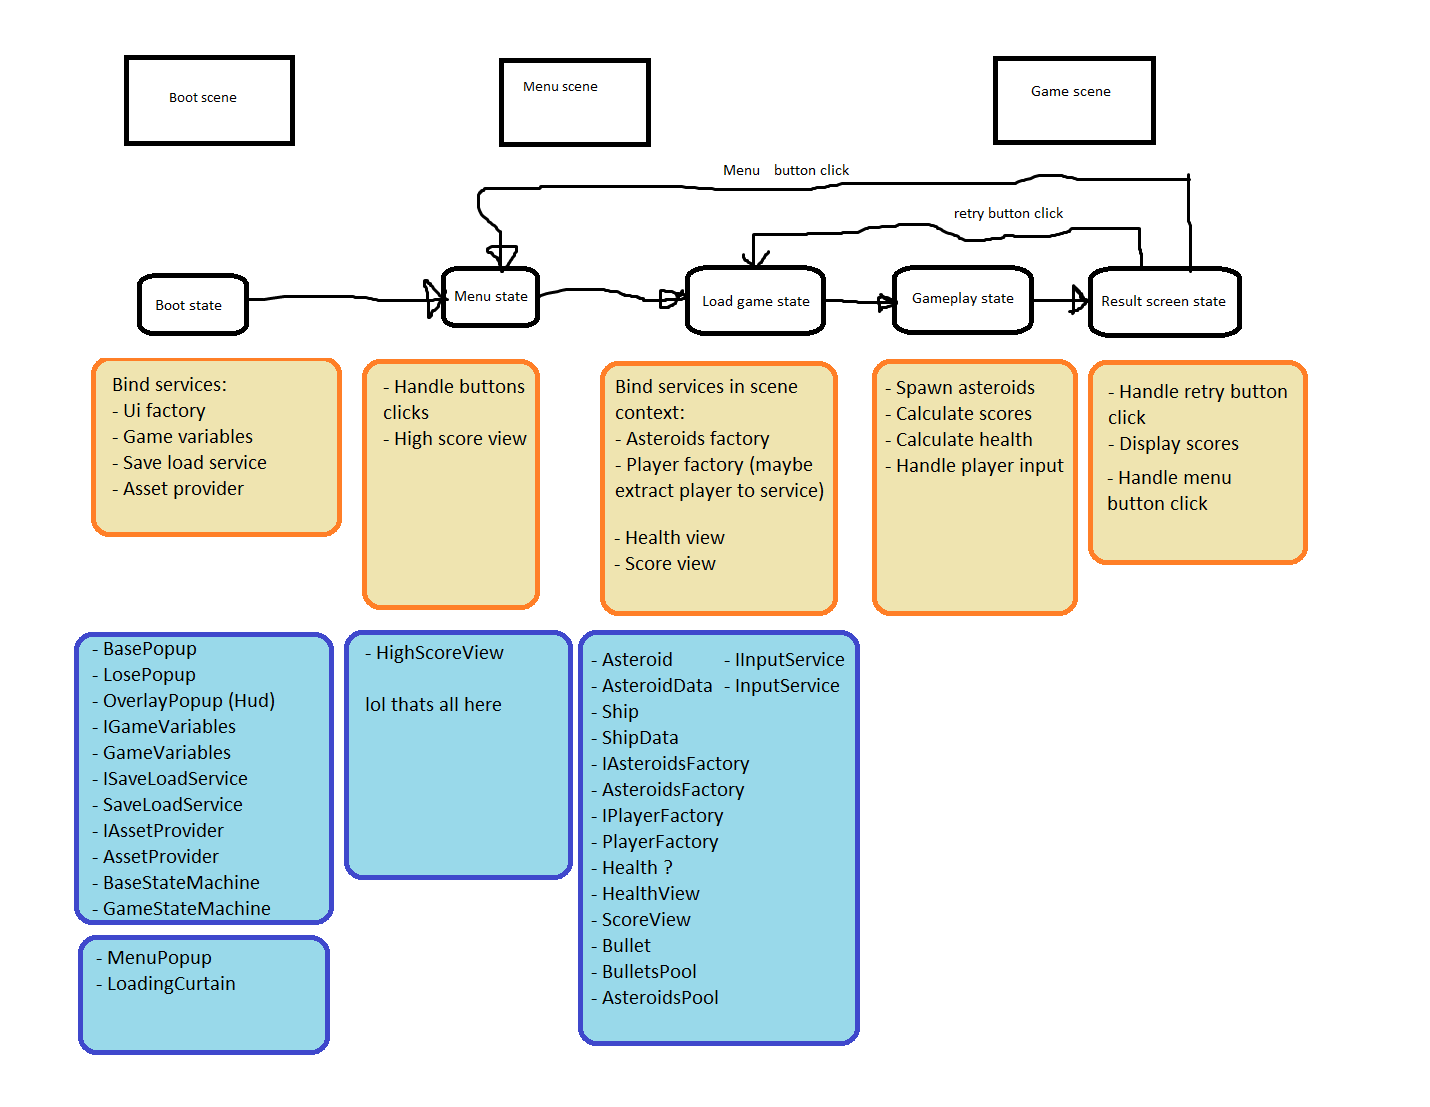 Boot scene
Menu scene
Game scene
Menu button click
retry button click
Boot state
Menu state
Load game state
Gameplay state
Result screen state
Bind services:
- Ui factory
- Game variables
- Save load service
- Asset provider
- Handle buttons
clicks
- High score view
Bind services in scene
context:
- Asteroids factory
- Player factory (maybe
extract player to service)
- Health view
- Score view
- Spawn asteroids
- Calculate scores
- Calculate health
- Handle player input
- Handle retry button
click
- Display scores
- Handle menu
button click
- BasePopup
- LosePopup
- OverlayPopup (Hud)
- IGameVariables
- GameVariables
- ISaveLoadService
- SaveLoadService
- IAssetProvider
- AssetProvider
- BaseStateMachine
- GameStateMachine
- MenuPopup
- LoadingCurtain
- HighScoreView
lol thats all here
- Asteroid
- AsteroidData
- Ship
- ShipData
- IAsteroidsFactory
- AsteroidsFactory
- IPlayerFactory
- PlayerFactory
- Health ?
- HealthView
- ScoreView
- Bullet
- BulletsPool
- AsteroidsPool
- IInputService
- InputService